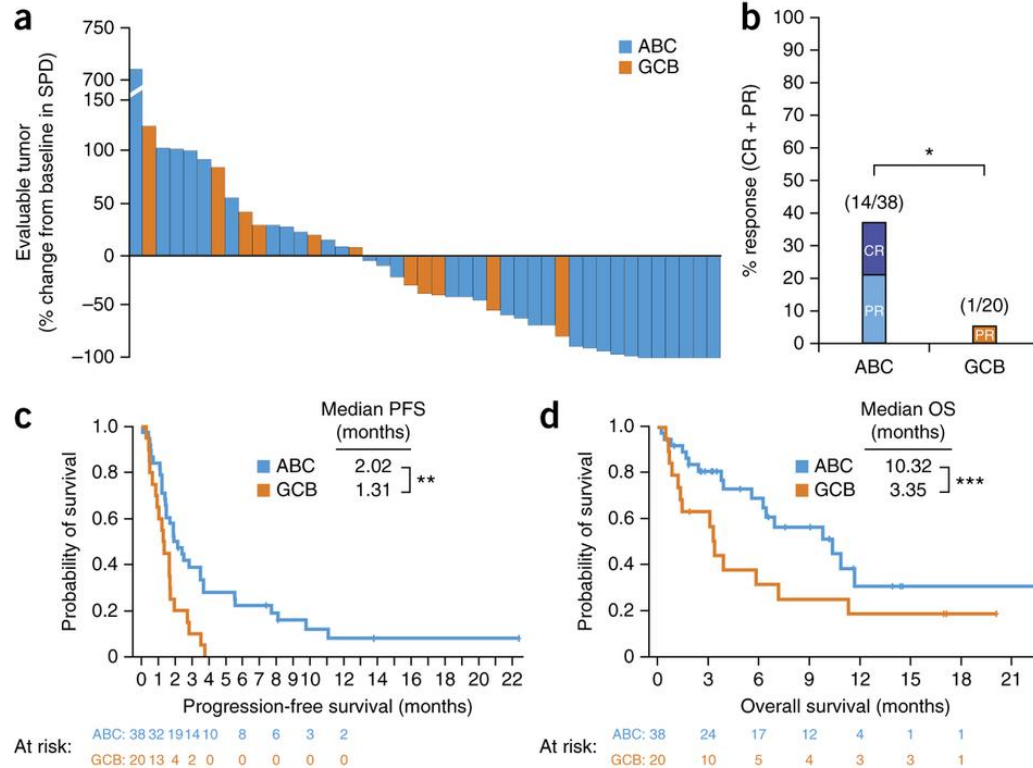 a
Evaluable tumor
(% change from baseline in SPD)
750
700
150
100
50
0
−50
−100
ABC
GCB
b
% response (CR + PR)
100
90
80
70
60
50
40
30
20
10
0
*
(14/38)
CR
PR
(1/20)
PR
ABC
GCB
c
Median PFS
(months)
ABC 2.02
GCB 1.31
**
Probability of survival
1.0
0.8
0.6
0.4
0.2
0
0 1 2 3 4 5 6 7 8 9 10 12 14 16 18 20 22
Progression-free survival (months)
At risk:
ABC: 38 32 19 14 10 8 6 3 2
GCB: 20 13 4 2 0 0 0 0 0
d
Median OS
(months)
ABC 10.32
GCB 3.35
***
Probability of survival
1.0
0.8
0.6
0.4
0.2
0
0 3 6 9 12 15 18 21
Overall survival (months)
At risk:
ABC: 38 24 17 12 4 1 1
GCB: 20 10 5 4 3 3 1